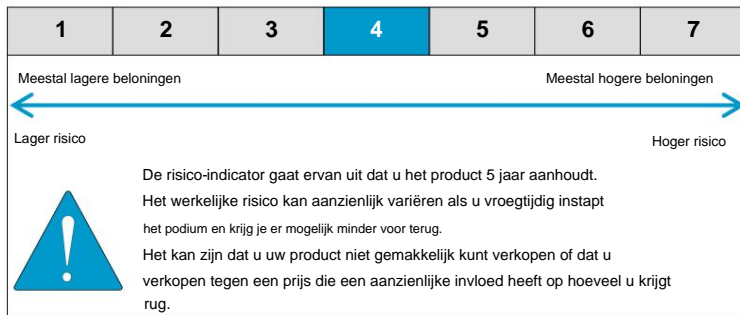 1 2 3 4 5 6 7
Meestal lagere beloningen Meestal hogere beloningen
Lager risico Hoger risico
De risico-indicator gaat ervan uit dat u het product 5 jaar aanhoudt.
Het werkelijke risico kan aanzienlijk variëren als u vroegtijdig instapt
het podium en krijg je er mogelijk minder voor terug.
Het kan zijn dat u uw product niet gemakkelijk kunt verkopen of dat u
verkopen tegen een prijs die een aanzienlijke invloed heeft op hoeveel u krijgt
rug.